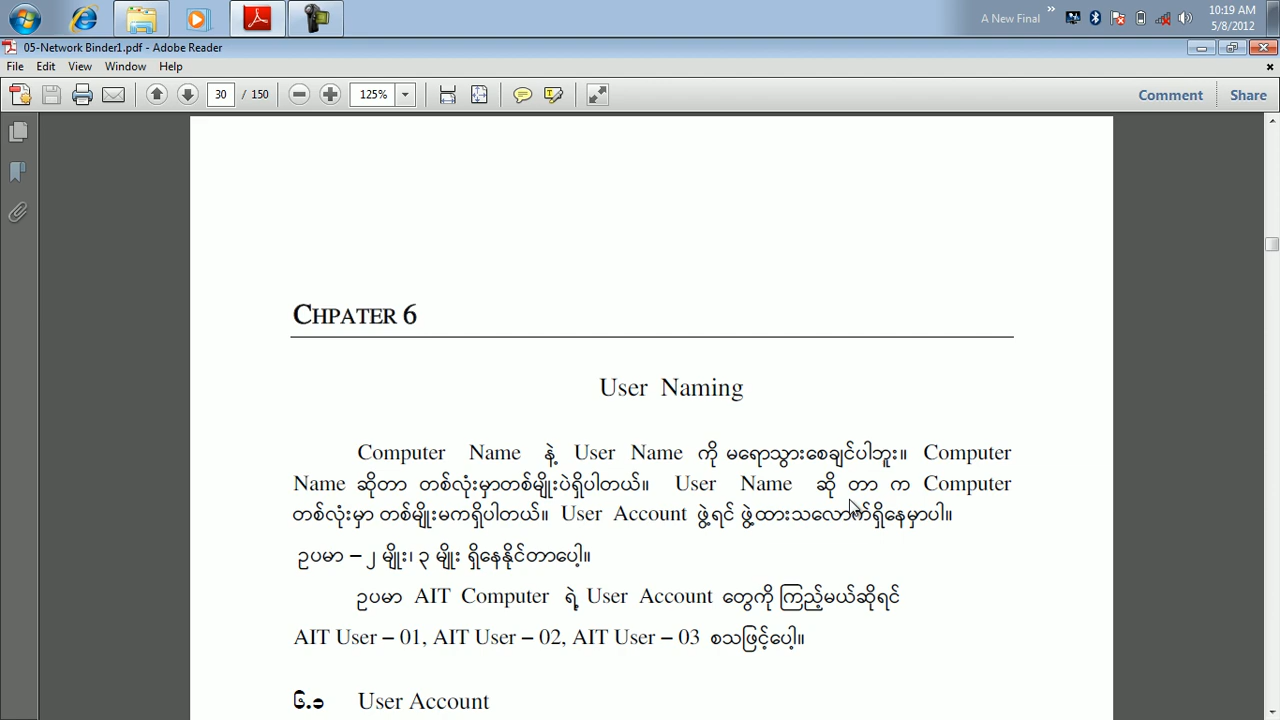 A New Final
10:19 AM
5/8/2012
05-Network Binder1.pdf - Adobe Reader
File Edit View Window Help
30 / 150 125% Comment Share
CHPATER 6
User Naming
Computer Name နဲ့ User Name ကို မရောသွားစေချင်ပါဘူး။ Computer
Name ဆိုတာ တစ်လုံးမှာတစ်မျိုးပဲရှိပါတယ်။ User Name ဆို တာ က Computer
တစ်လုံးမှာ တစ်မျိုးမကရှိပါတယ်။ User Account ဖွဲ့ရင် ဖွဲ့ထားသလောက်ရှိနေမှာပါ။
ဥပမာ – ၂ မျိုး၊ ၃ မျိုး ရှိနေနိုင်တာပေါ့။
ဥပမာ AIT Computer ရဲ့ User Account တွေကို ကြည့်မယ်ဆိုရင်
AIT User – 01, AIT User – 02, AIT User – 03 စသဖြင့်ပေါ့။
၆.၁ User Account